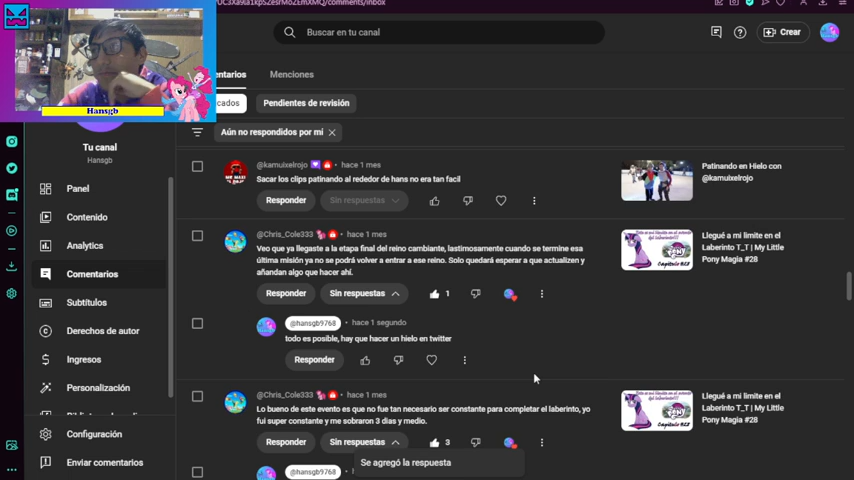 UC3Xa9la1kpSZesrMoZEmXMQ/comments/inbox
Buscar en tu canal
Crear
Hansgb
entarios
Menciones
cados
Pendientes de revisión
Aún no respondidos por mi
Tu canal
Hansgb
Panel
Contenido
Analytics
Comentarios
Subtítulos
Derechos de autor
Ingresos
Personalización
Configuración
Enviar comentarios
@kamuixelrojo hace 1 mes
Sacar los clips patinando al rededor de hans no era tan facil
Responder Sin respuestas
Patinando en Hielo con
@kamuixelrojo
@Chris_Cole333 hace 1 mes
Veo que ya llegaste a la etapa final del reino cambiante, lastimosamente cuando se termine esa
última misión ya no se podrá volver a entrar a ese reino. Solo quedará esperar a que actualizen y
añandan algo que hacer ahí.
Responder Sin respuestas 1
Llegué a mi limite en el
Laberinto T_T | My Little
Pony Magia #28
@hansgb9768 hace 1 segundo
todo es posible, hay que hacer un hielo en twitter
Responder
@Chris_Cole333 hace 1 mes
Lo bueno de este evento es que no fue tan necesario ser constante para completar el laberinto, yo
fui super constante y me sobraron 3 dias y medio.
Responder Sin respuestas 3
Llegué a mi limite en el
Laberinto T_T | My Little
Pony Magia #28
@hansgb9768
Se agregó la respuesta